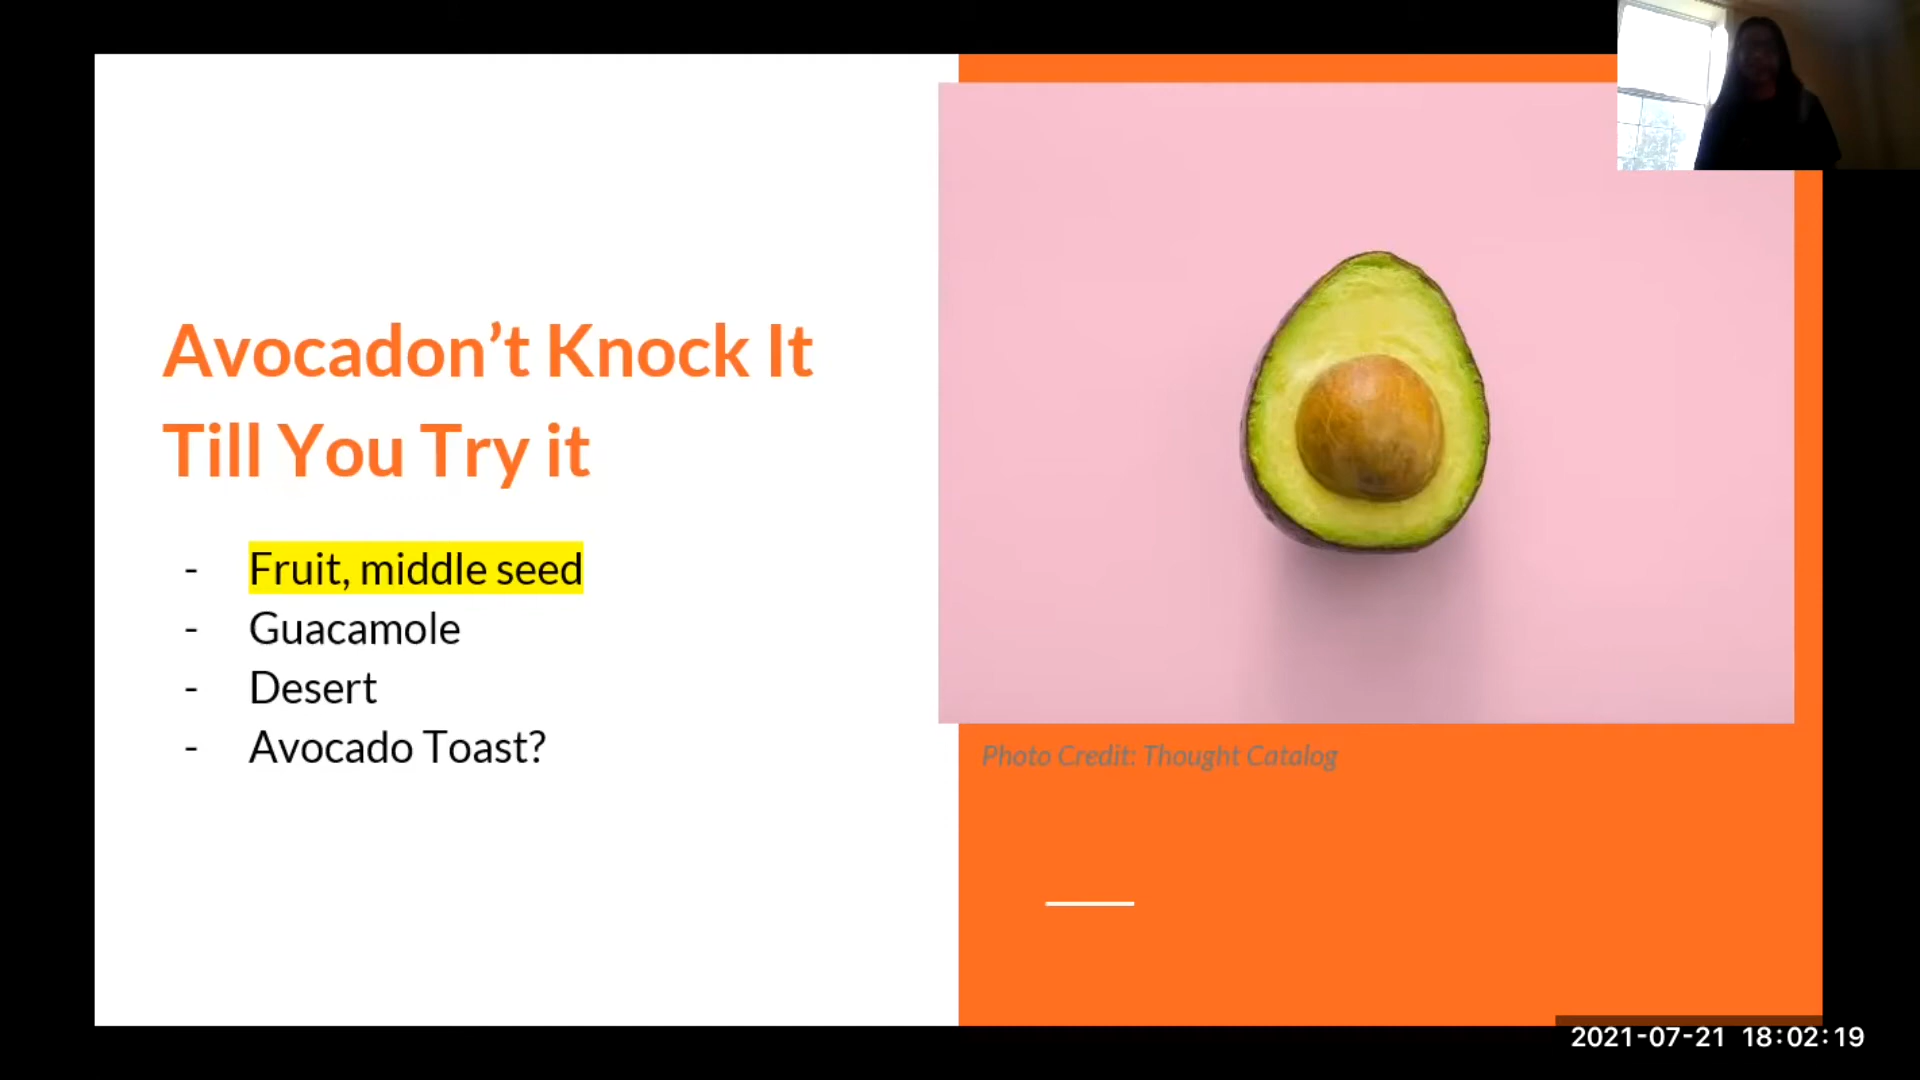 Avocadon’t Knock It
Till You Try it
- Fruit, middle seed
- Guacamole
- Desert
- Avocado Toast?
Photo Credit: Thought Catalog
2021-07-21 18:02:19